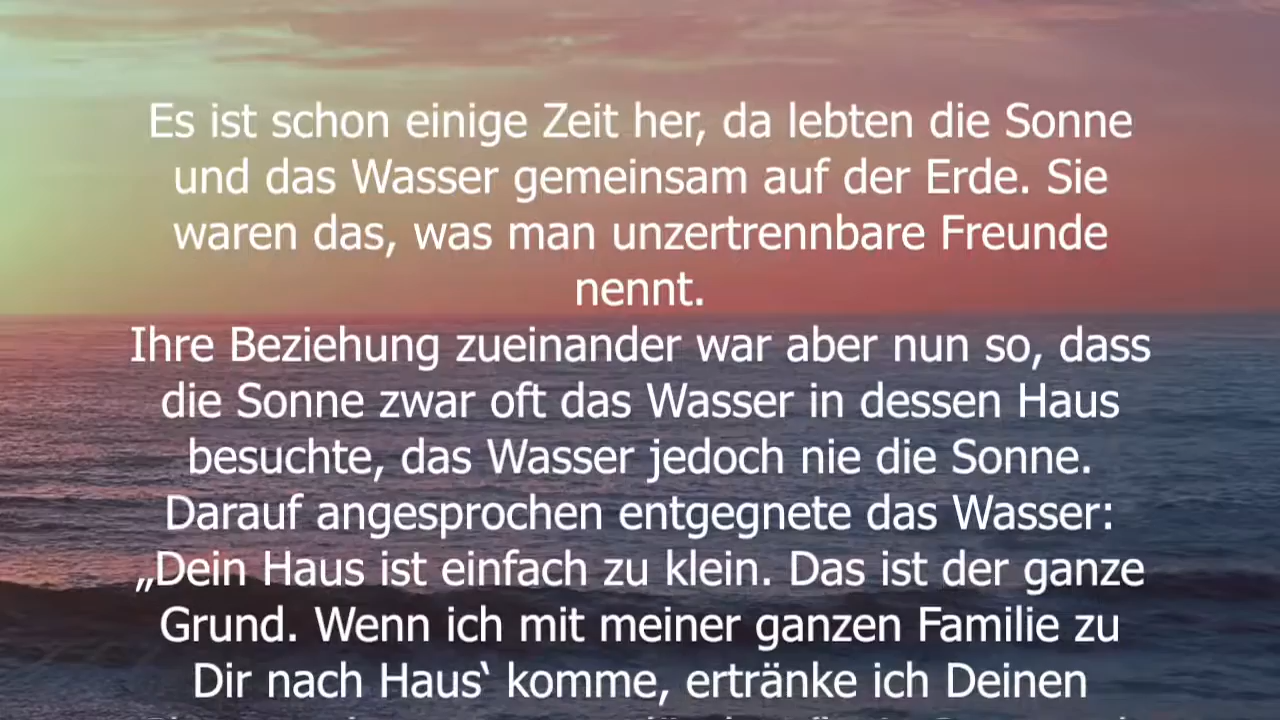 Es ist schon einige Zeit her, da lebten die Sonne
und das Wasser gemeinsam auf der Erde. Sie
waren das, was man unzertrennbare Freunde
nennt.
Ihre Beziehung zueinander war aber nun so, dass
die Sonne zwar oft das Wasser in dessen Haus
besuchte, das Wasser jedoch nie die Sonne.
Darauf angesprochen entgegnete das Wasser:
„Dein Haus ist einfach zu klein. Das ist der ganze
Grund. Wenn ich mit meiner ganzen Familie zu
Dir nach Haus‘ komme, ertränke ich Deinen